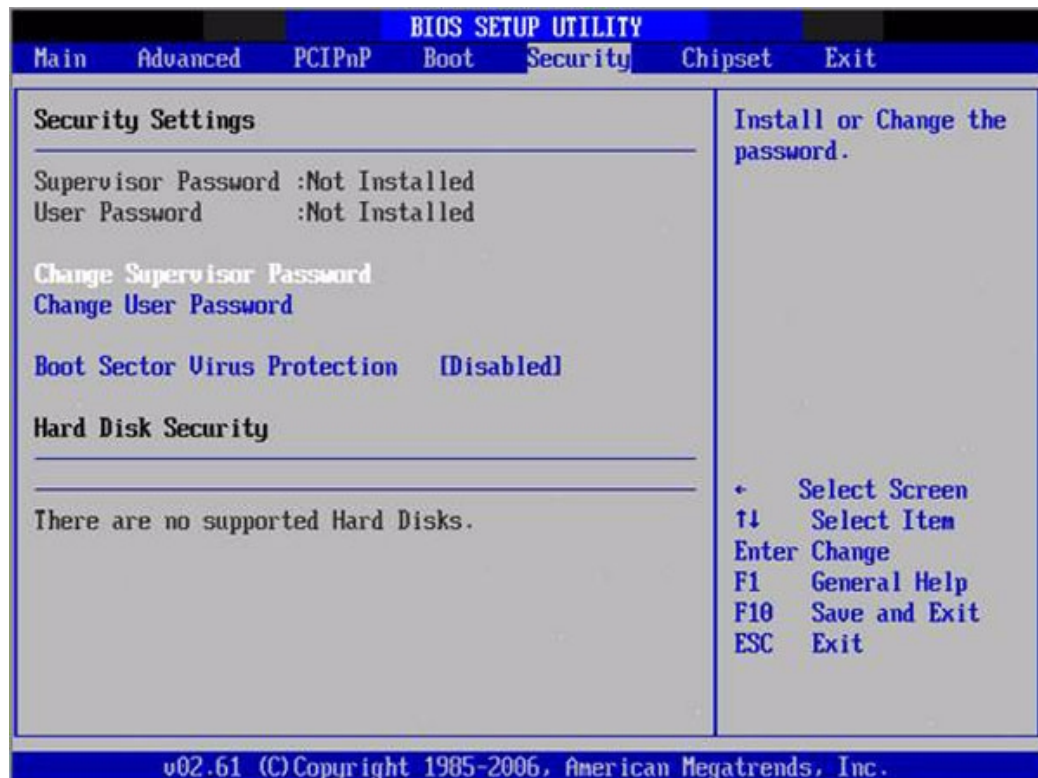 BIOS SETUP UTILITY
Main Advanced PCIPnP Boot Security Chipset Exit
Security Settings
Supervisor Password :Not Installed
User Password :Not Installed
Change Supervisor Password
Change User Password
Boot Sector Virus Protection [Disabled]
Hard Disk Security
There are no supported Hard Disks.
Install or Change the
password.
← Select Screen
↑↓ Select Item
Enter Change
F1 General Help
F10 Save and Exit
ESC Exit
v02.61 (C)Copyright 1985-2006, American Megatrends, Inc.